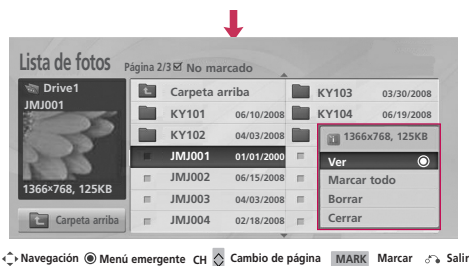 Lista de fotos Página 2/3 No marcado
Drive1
JMJ001
1366x768, 125KB
Carpeta arriba
Carpeta arriba
KY101 06/10/2008
KY102 04/03/2008
JMJ001 01/01/2000
JMJ002 06/15/2008
JMJ003 04/03/2008
JMJ004 02/18/2008
KY103 03/30/2008
KY104 06/19/2008
1366x768, 125KB
Ver
Marcar todo
Borrar
Cerrar
Navegación Menú emergente CH Cambio de página MARK Marcar Salir